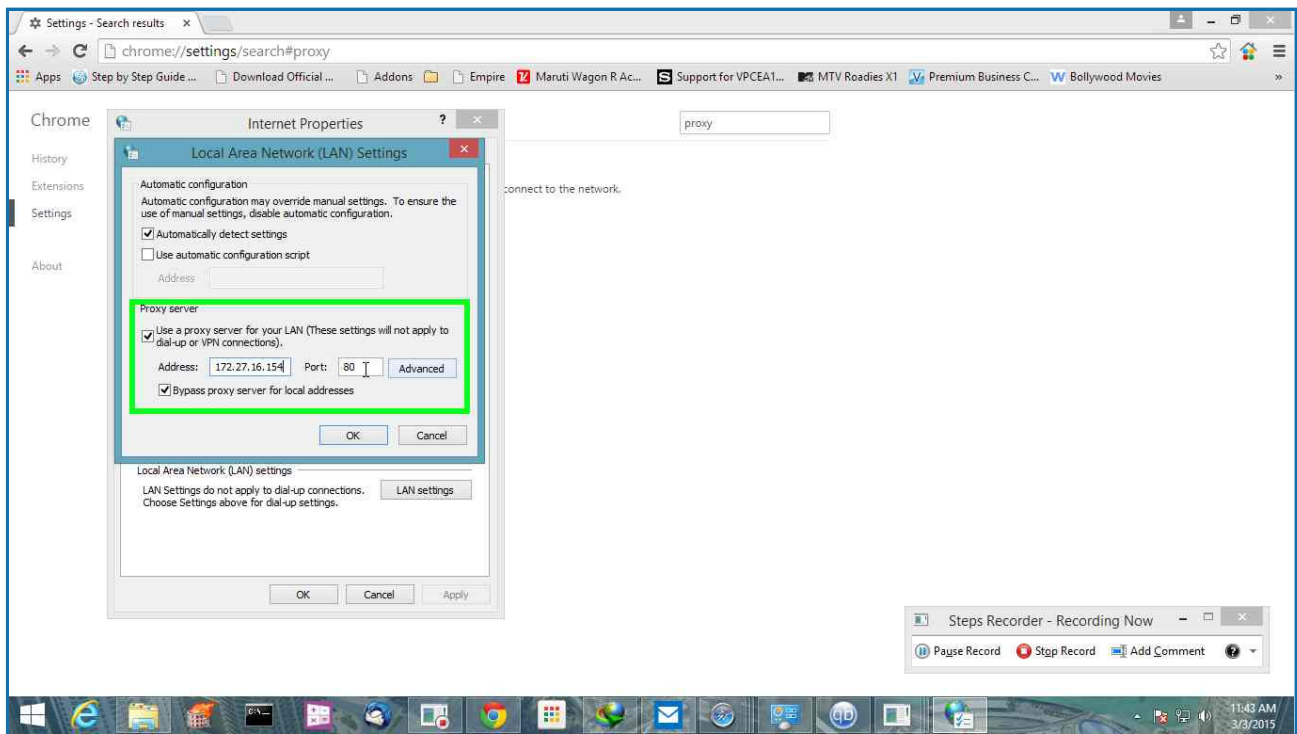 Settings - Search results
chrome://settings/search#proxy
Apps Step by Step Guide ... Download Official ... Addons Empire Maruti Wagon R Ac... Support for VPCEA1... MTV Roadies X1 Premium Business C... Bollywood Movies »
Chrome
History
Extensions
Settings
About
Internet Properties
proxy
Local Area Network (LAN) Settings
connect to the network.
Automatic configuration
Automatic configuration may override manual settings. To ensure the
use of manual settings, disable automatic configuration.
Automatically detect settings
Use automatic configuration script
Address
Proxy server
Use a proxy server for your LAN (These settings will not apply to
dial-up or VPN connections).
Address: 172.27.16.154 Port: 80 Advanced
Bypass proxy server for local addresses
OK Cancel
Local Area Network (LAN) settings
LAN Settings do not apply to dial-up connections.
Choose Settings above for dial-up settings.
LAN settings
OK Cancel Apply
Steps Recorder - Recording Now
Pause Record Stop Record Add Comment
11:43 AM
3/3/2015